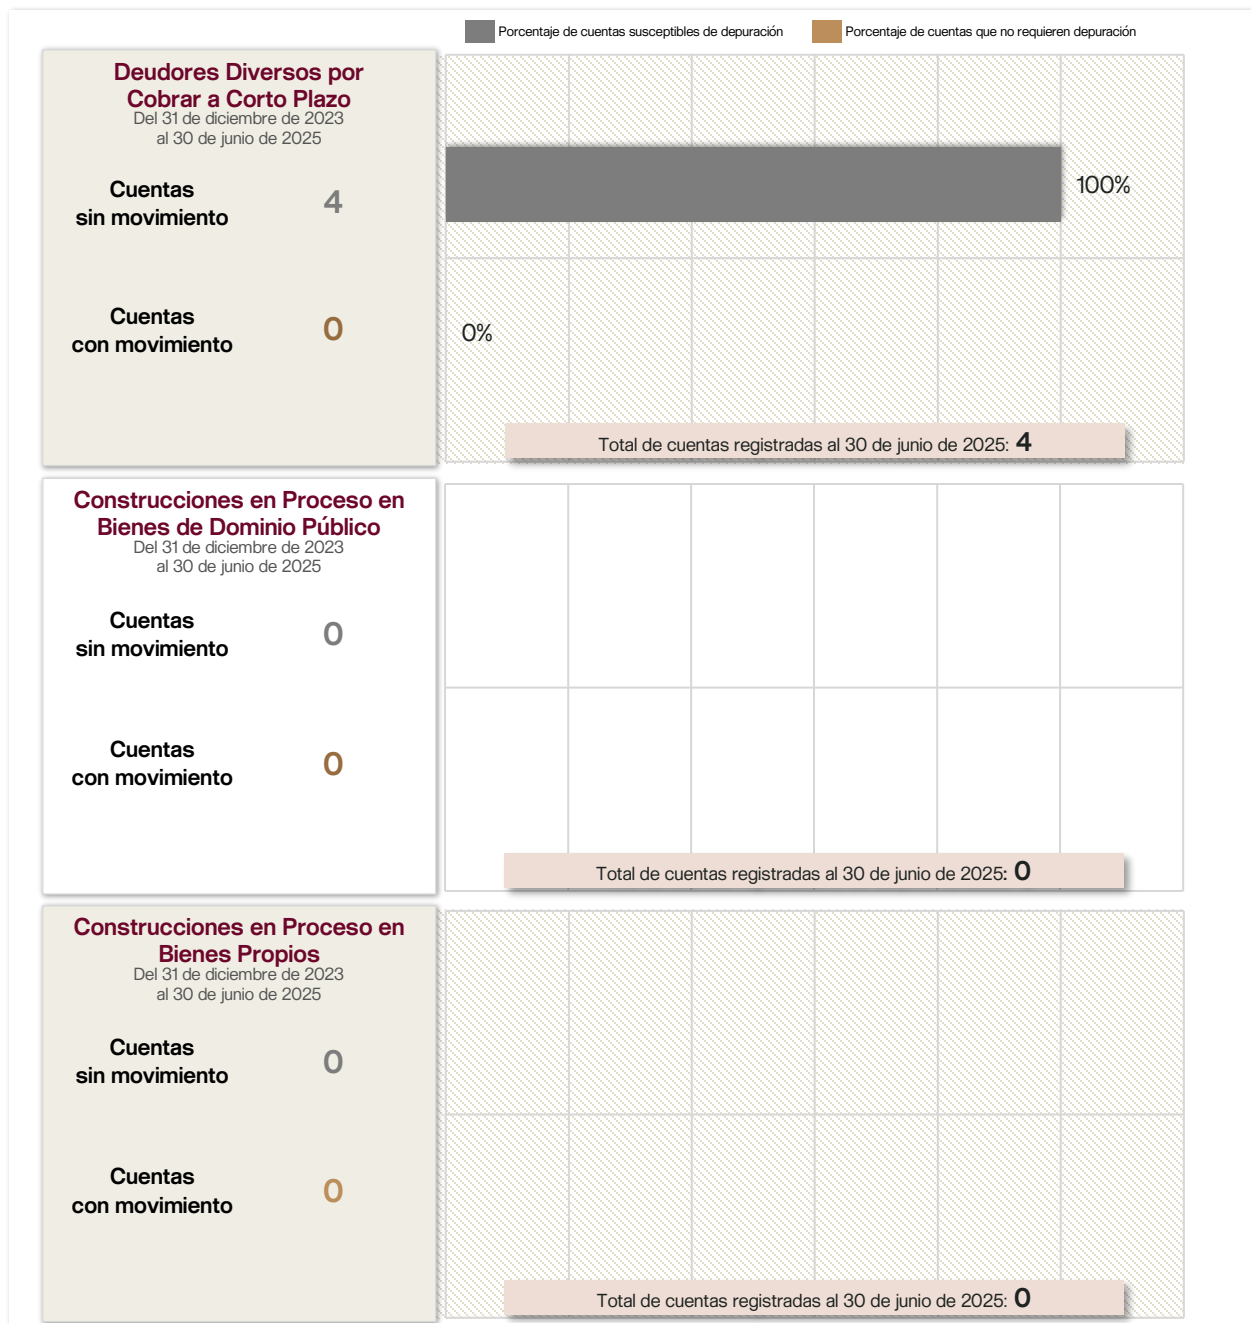 Porcentaje de cuentas susceptibles de depuración
Porcentaje de cuentas que no requieren depuración
Deudores Diversos por
Cobrar a Corto Plazo
Del 31 de diciembre de 2023
al 30 de junio de 2025
Cuentas
sin movimiento
4
100%
Cuentas
con movimiento
0
0%
Total de cuentas registradas al 30 de junio de 2025: 4
Construcciones en Proceso en
Bienes de Dominio Público
Del 31 de diciembre de 2023
al 30 de junio de 2025
Cuentas
sin movimiento
0
Cuentas
con movimiento
0
Total de cuentas registradas al 30 de junio de 2025: 0
Construcciones en Proceso en
Bienes Propios
Del 31 de diciembre de 2023
al 30 de junio de 2025
Cuentas
sin movimiento
0
Cuentas
con movimiento
0
Total de cuentas registradas al 30 de junio de 2025: 0